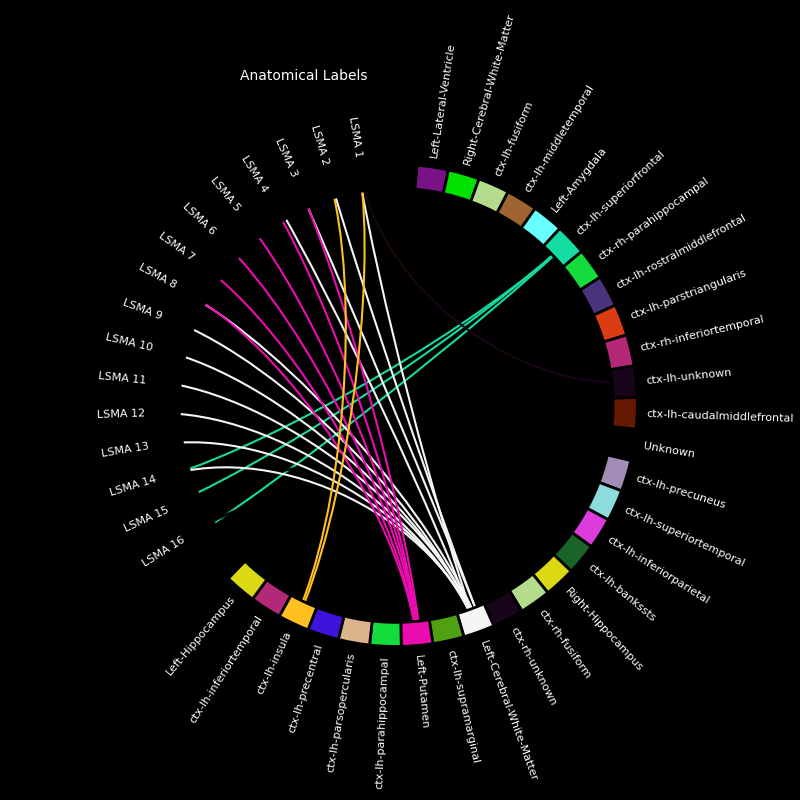 Anatomical Labels
LSMA 1
LSMA 2
LSMA 3
LSMA 4
LSMA 5
LSMA 6
LSMA 7
LSMA 8
LSMA 9
LSMA 10
LSMA 11
LSMA 12
LSMA 13
LSMA 14
LSMA 15
LSMA 16
Left-Hippocampus
ctx-lh-inferiortemporal
ctx-lh-insula
ctx-lh-precentral
ctx-lh-parsopercularis
ctx-lh-parahippocampal
Left-Putamen
ctx-lh-supramarginal
Left-Cerebral-White-Matter
ctx-rh-unknown
ctx-rh-fusiform
Right-Hippocampus
ctx-lh-bankssts
ctx-lh-inferiorparietal
ctx-lh-superiortemporal
ctx-lh-precuneus
Unknown
ctx-lh-caudalmiddlefrontal
ctx-lh-unknown
ctx-rh-inferiortemporal
ctx-lh-parstriangularis
ctx-lh-rostralmiddlefrontal
ctx-rh-parahippocampal
ctx-lh-superiorfrontal
Left-Amygdala
ctx-lh-middletemporal
ctx-lh-fusiform
Right-Cerebral-White-Matter
Left-Lateral-Ventricle